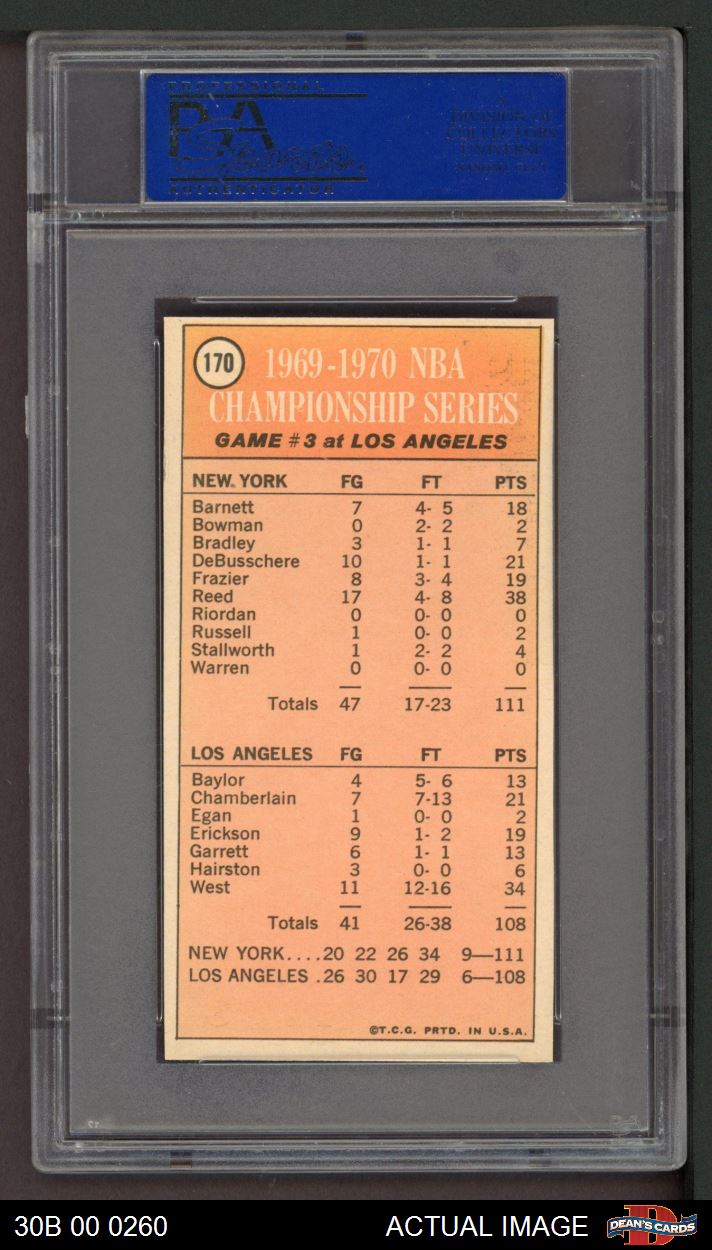 PROFESSIONAL
PSA
AUTHENTICATOR
A
DIVISION OF
COLLECTORS
UNIVERSE
170
1969-1970 NBA
CHAMPIONSHIP SERIES
GAME #3 at LOS ANGELES
NEW YORK FG FT PTS
Barnett 7 4- 5 18
Bowman 0 2- 2 2
Bradley 3 1- 1 7
DeBusschere 10 1- 1 21
Frazier 8 3- 4 19
Reed 17 4- 8 38
Riordan 0 0- 0 0
Russell 1 0- 0 2
Stallworth 1 2- 2 4
Warren 0 0- 0 0
Totals 47 17-23 111
LOS ANGELES FG FT PTS
Baylor 4 5- 6 13
Chamberlain 7 7-13 21
Egan 1 0- 0 2
Erickson 9 1- 2 19
Garrett 6 1- 1 13
Hairston 3 0- 0 6
West 11 12-16 34
Totals 41 26-38 108
NEW YORK....20 22 26 34 9—111
LOS ANGELES .26 30 17 29 6—108
©T.C.G. PRTD. IN U.S.A.
30B 00 0260 ACTUAL IMAGE
DEAN'S CARDS